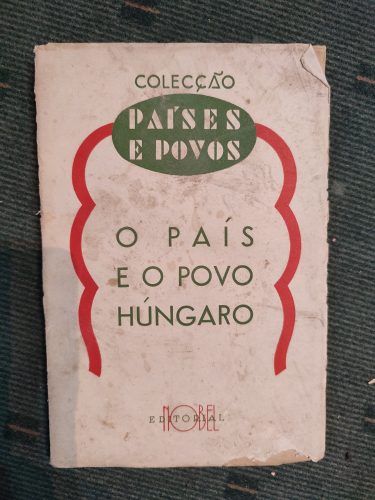 COLECÇÃO
PAÍSES
E POVOS
O PAÍS
E O POVO
HÚNGARO
EDITORIAL
NOBEL